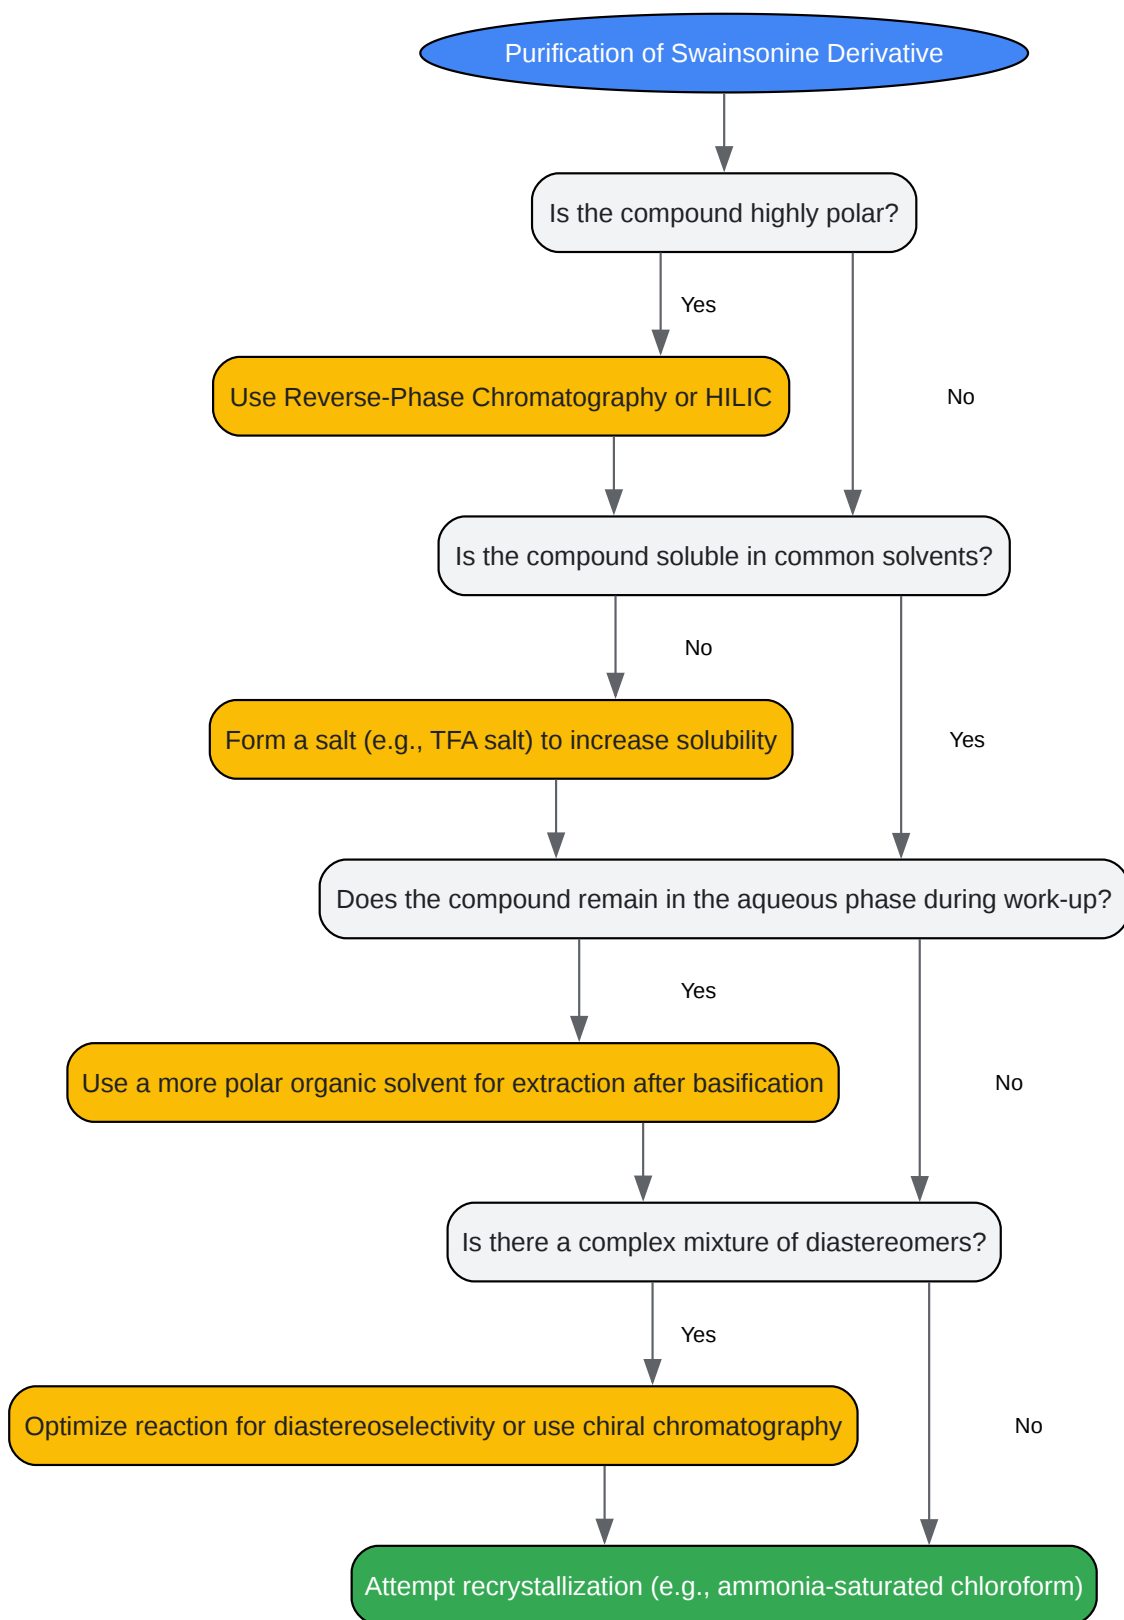 Purification of Swainsonine Derivative
Is the compound highly polar?
Yes
Use Reverse-Phase Chromatography or HILIC
No
Is the compound soluble in common solvents?
No
Form a salt (e.g., TFA salt) to increase solubility
Yes
Does the compound remain in the aqueous phase during work-up?
Yes
Use a more polar organic solvent for extraction after basification
No
Is there a complex mixture of diastereomers?
Yes
Optimize reaction for diastereoselectivity or use chiral chromatography
No
Attempt recrystallization (e.g., ammonia-saturated chloroform)